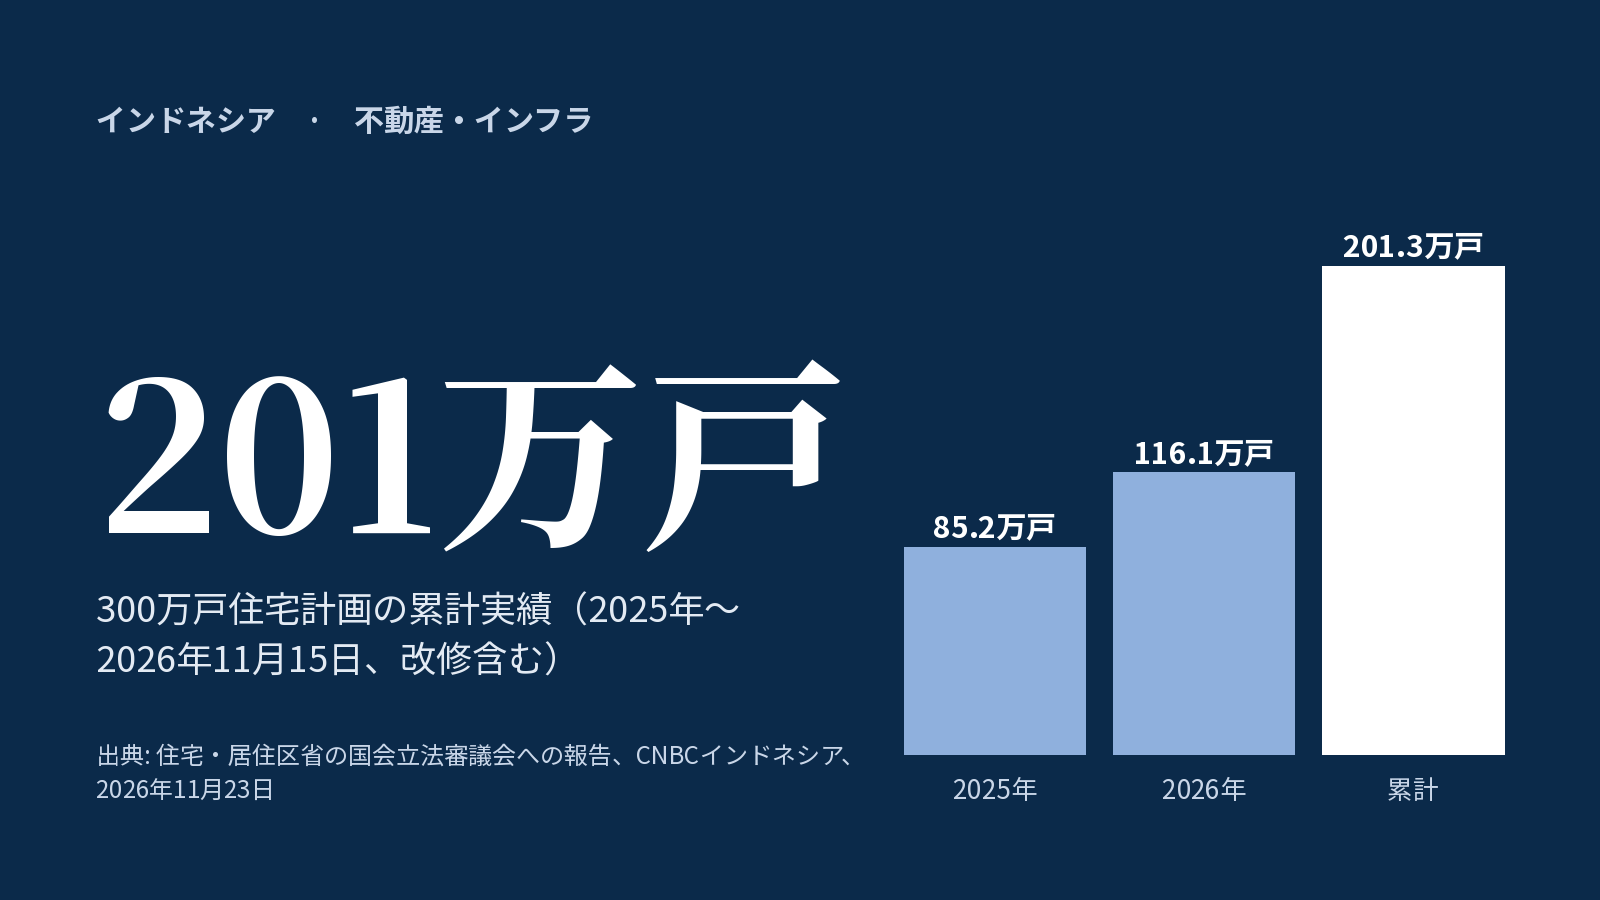 インドネシア · 不動産・インフラ
201万戸
300万戸住宅計画の累計実績（2025年〜
2026年11月15日、改修含む）
出典: 住宅・居住区省の国会立法審議会への報告、CNBCインドネシア、
2026年11月23日
85.2万戸
116.1万戸
201.3万戸
2025年
2026年
累計